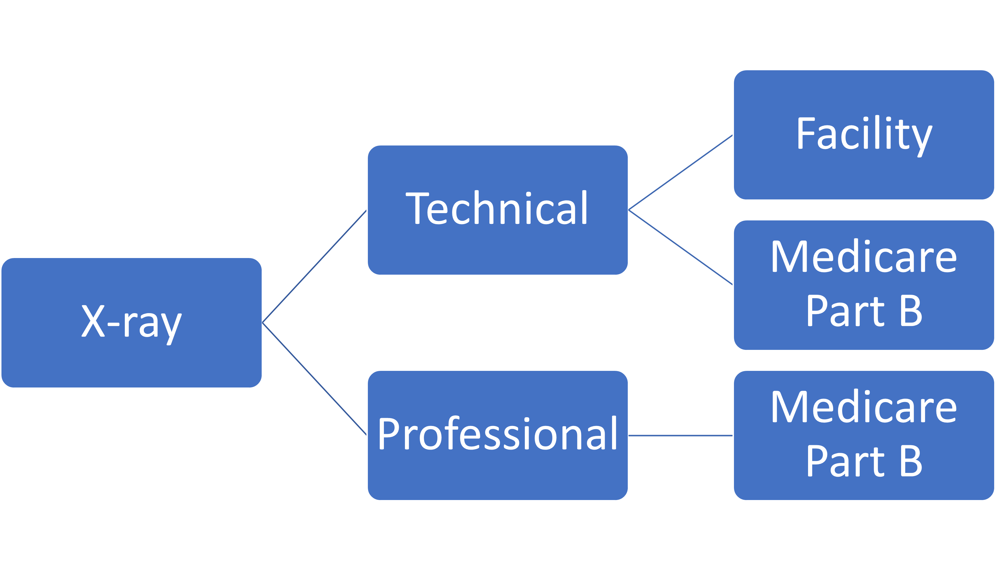 X-ray
Technical
Professional
Facility
Medicare
Part B
Medicare
Part B